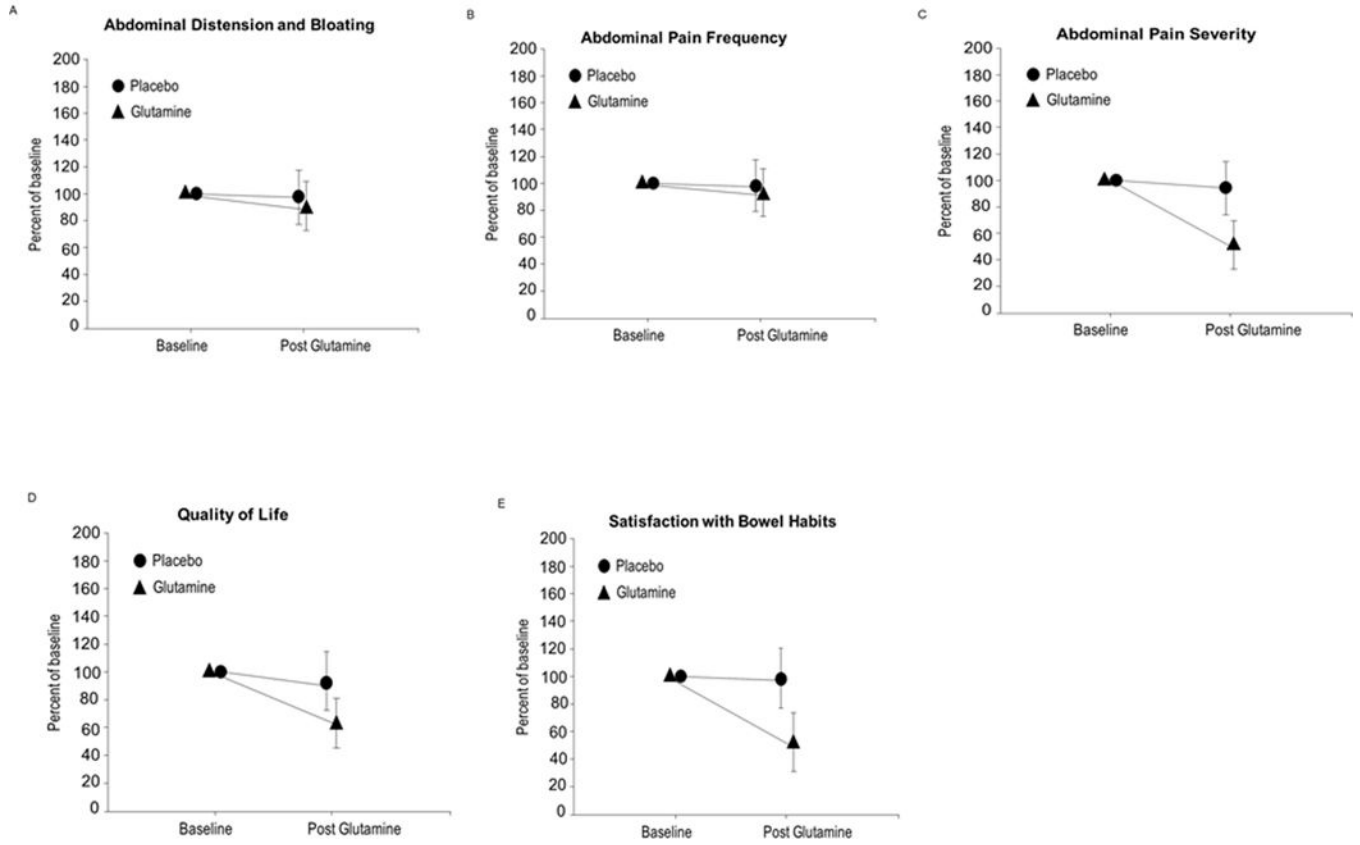 A
Abdominal Distension and Bloating
200
180
160
140
120
100
80
60
40
20
0
Percent of baseline
Placebo
Glutamine
Baseline
Post Glutamine
B
Abdominal Pain Frequency
200
180
160
140
120
100
80
60
40
20
0
Percent of baseline
Placebo
Glutamine
Baseline
Post Glutamine
C
Abdominal Pain Severity
200
180
160
140
120
100
80
60
40
20
0
Percent of baseline
Placebo
Glutamine
Baseline
Post Glutamine
D
Quality of Life
200
180
160
140
120
100
80
60
40
20
0
Percent of baseline
Placebo
Glutamine
Baseline
Post Glutamine
E
Satisfaction with Bowel Habits
200
180
160
140
120
100
80
60
40
20
0
Percent of baseline
Placebo
Glutamine
Baseline
Post Glutamine